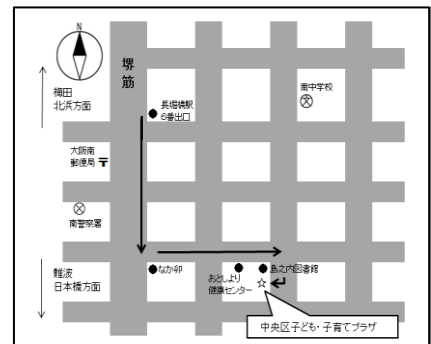 N
堺
筋
梅田
北浜方面
長堀橋駅
6番出口
南中学校
大阪南
郵便局
南警察署
難波
日本橋方面
なか卯
おとしより
健康センター
島之内図書館
中央区子ども・子育てプラザ